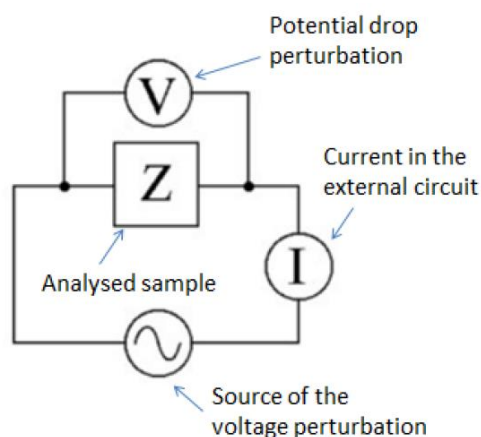 Potential drop
perturbation
V
Current in the
external circuit
Z
I
Analysed sample
Source of the
voltage perturbation